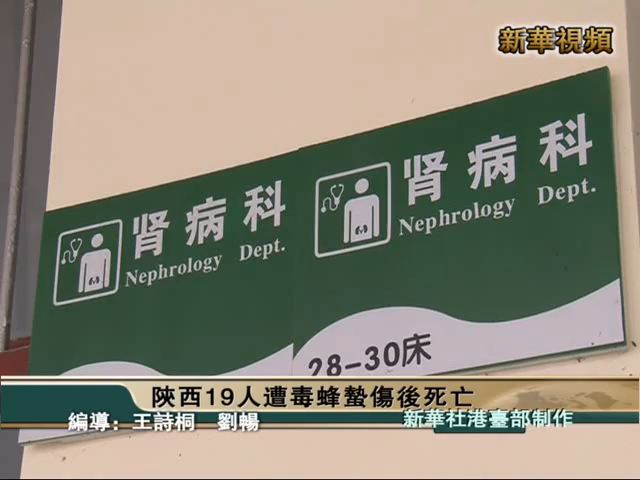 新華視頻
肾病科
Nephrology Dept.
肾病科
Nephrology Dept.
28-30床
陝西19人遭毒蜂蟄傷後死亡
編導：王詩桐 劉暢
新華社港臺部制作